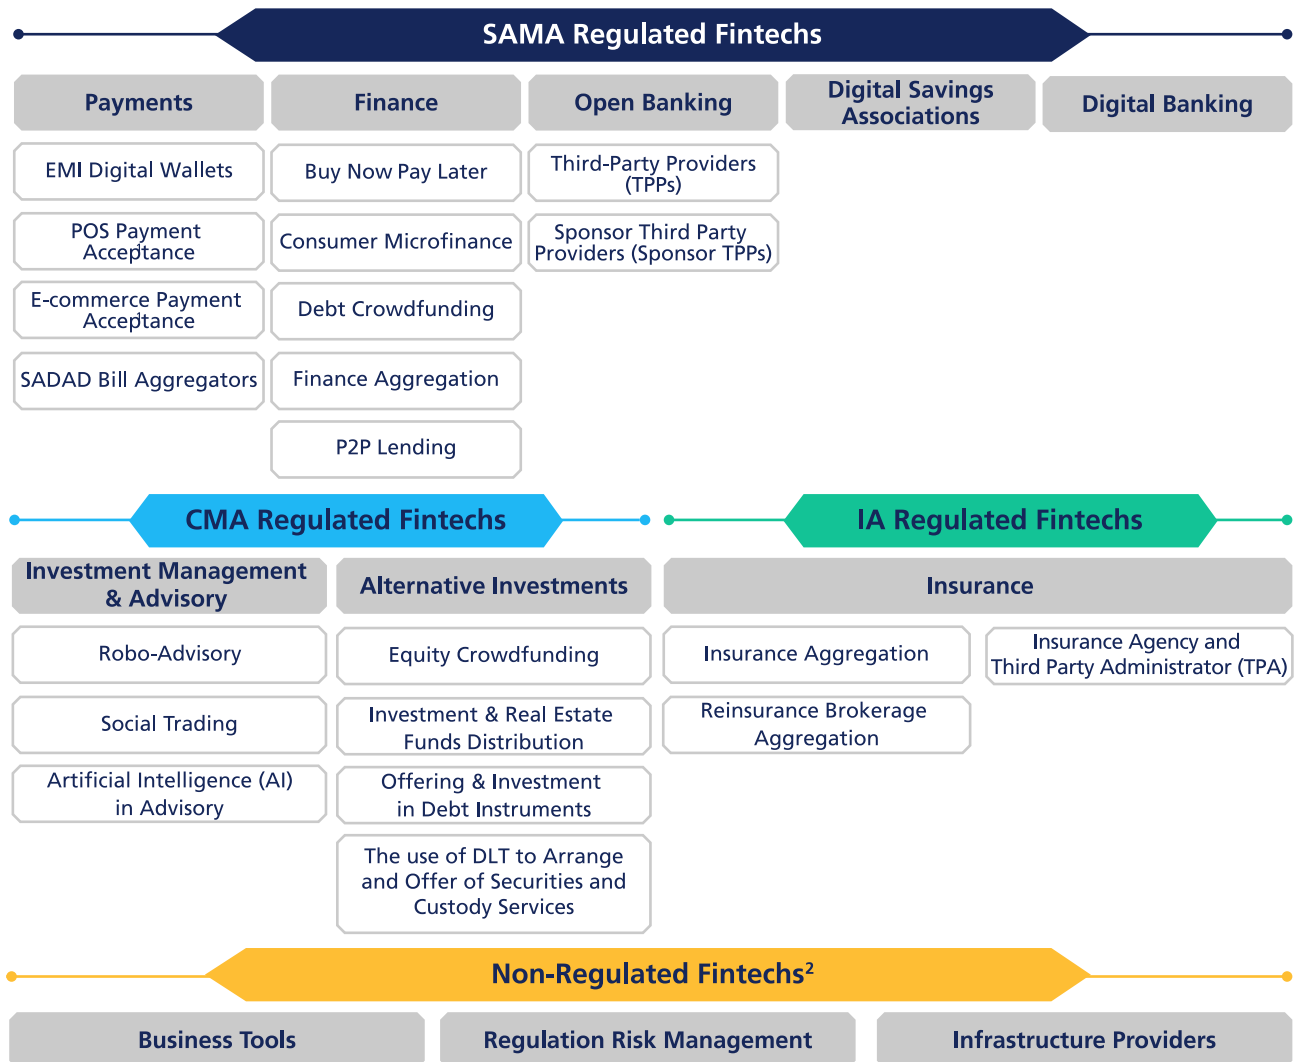 SAMA Regulated Fintechs
Payments
Finance
Open Banking
Digital Savings
Associations
Digital Banking
EMI Digital Wallets
POS Payment
Acceptance1
E-commerce Payment
Acceptance1
SADAD Bill Aggregators
Buy Now Pay Later
Consumer Microfinance
Debt Crowdfunding
Finance Aggregation
P2P Lending
Third-Party Providers
(TPPs)
Sponsor Third Party
Providers (Sponsor TPPs)
CMA Regulated Fintechs
Investment Management
& Advisory
Alternative Investments
Robo-Advisory
Social Trading
Artificial Intelligence (AI)
in Advisory
Equity Crowdfunding
Investment & Real Estate
Funds Distribution
Offering & Investment
in Debt Instruments
The use of DLT to Arrange
and Offer of Securities and
Custody Services
IA Regulated Fintechs
Insurance
Insurance Aggregation
Reinsurance Brokerage
Aggregation
Insurance Agency and
Third Party Administrator (TPA)
Non-Regulated Fintechs2
Business Tools
Regulation Risk Management
Infrastructure Providers